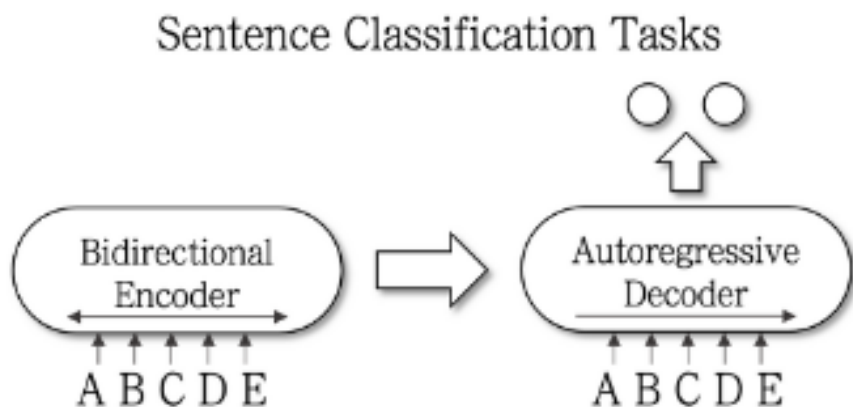 Sentence Classification Tasks
Bidirectional
Encoder
Autoregressive
Decoder
A B C D E
A B C D E